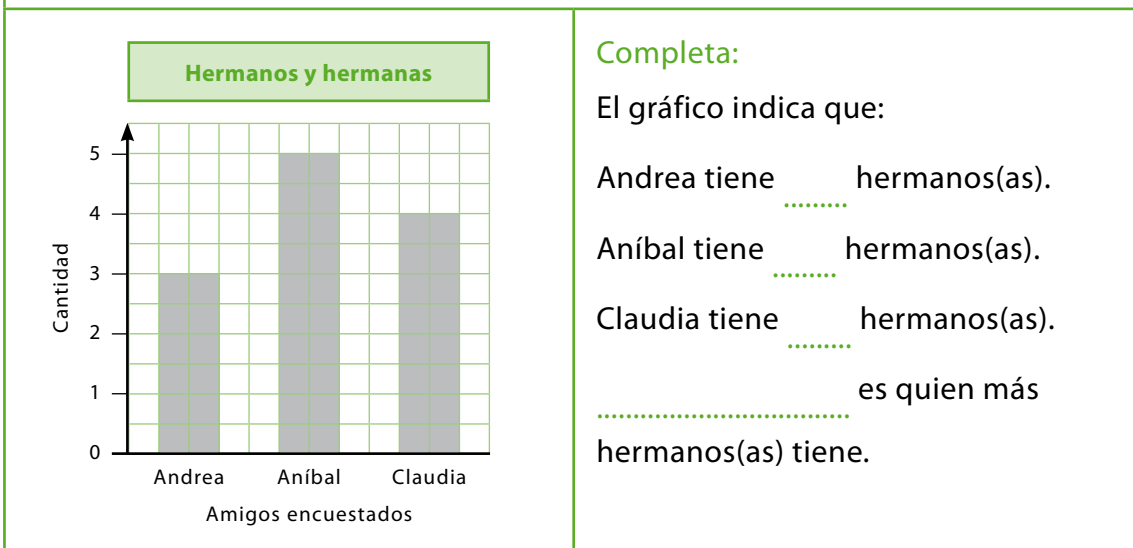 Hermanos y hermanas
5
4
3
2
1
0
Cantidad
Andrea Aníbal Claudia
Amigos encuestados
Completa:
El gráfico indica que:
Andrea tiene ......... hermanos(as).
Aníbal tiene ......... hermanos(as).
Claudia tiene ......... hermanos(as).
................................... es quien más
hermanos(as) tiene.